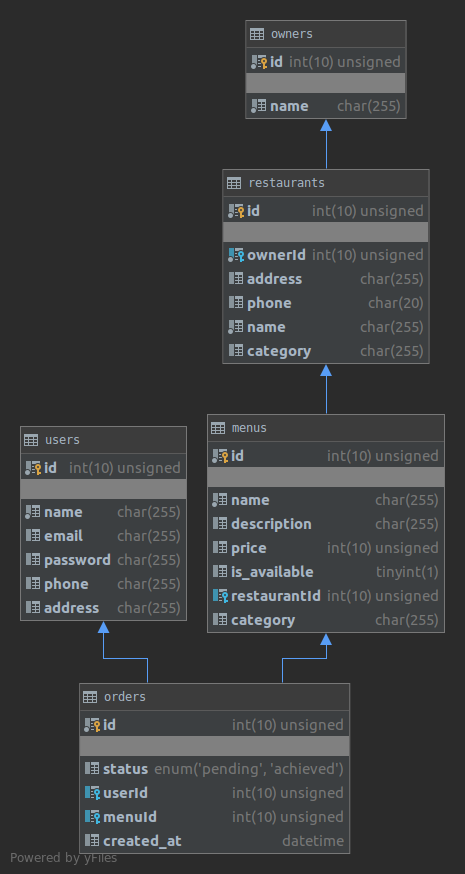 owners
id int(10) unsigned
name char(255)
restaurants
id int(10) unsigned
ownerId int(10) unsigned
address char(255)
phone char(20)
name char(255)
category char(255)
users
id int(10) unsigned
name char(255)
email char(255)
password char(255)
phone char(255)
address char(255)
menus
id int(10) unsigned
name char(255)
description char(255)
price int(10) unsigned
is_available tinyint(1)
restaurantId int(10) unsigned
category char(255)
orders
id int(10) unsigned
status enum('pending', 'achieved')
userId int(10) unsigned
menuId int(10) unsigned
created_at datetime
Powered by yFiles